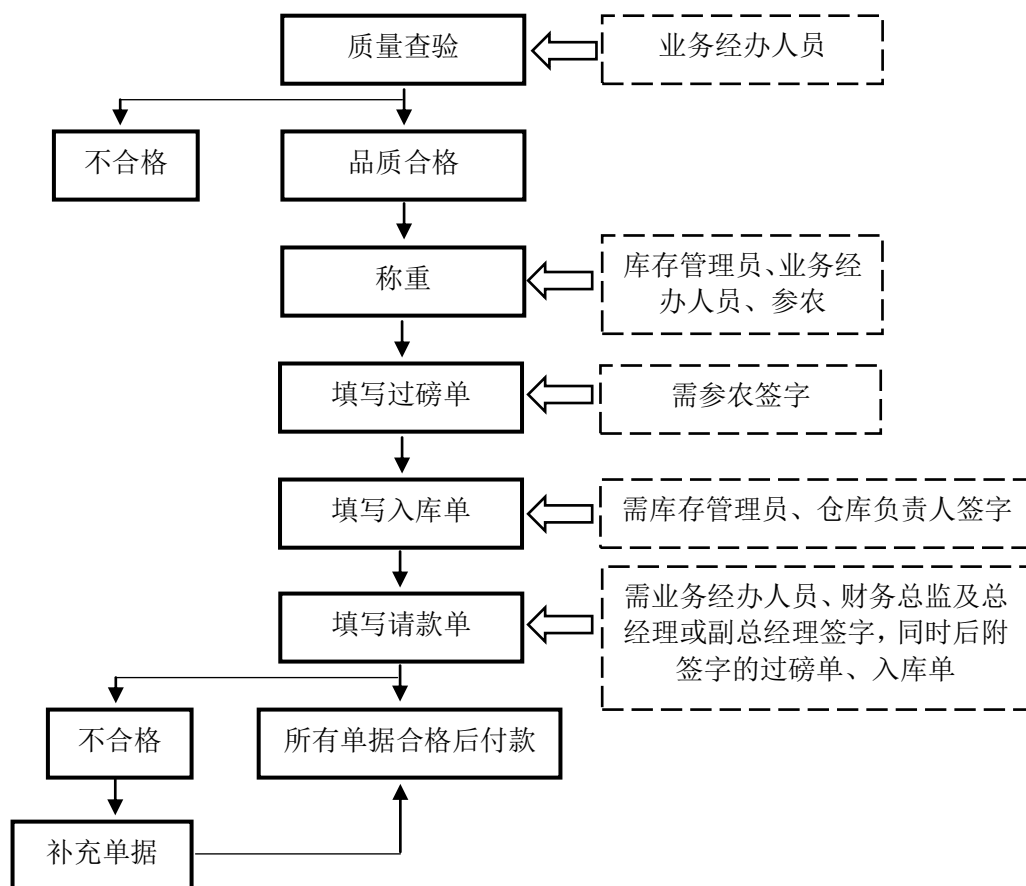 质量查验
业务经办人员
不合格
品质合格
称重
库存管理员、业务经
办人员、参农
填写过磅单
需参农签字
填写入库单
需库存管理员、仓库负责人签字
填写请款单
需业务经办人员、财务总监及总
经理或副总经理签字，同时后附
签字的过磅单、入库单
不合格
所有单据合格后付款
补充单据